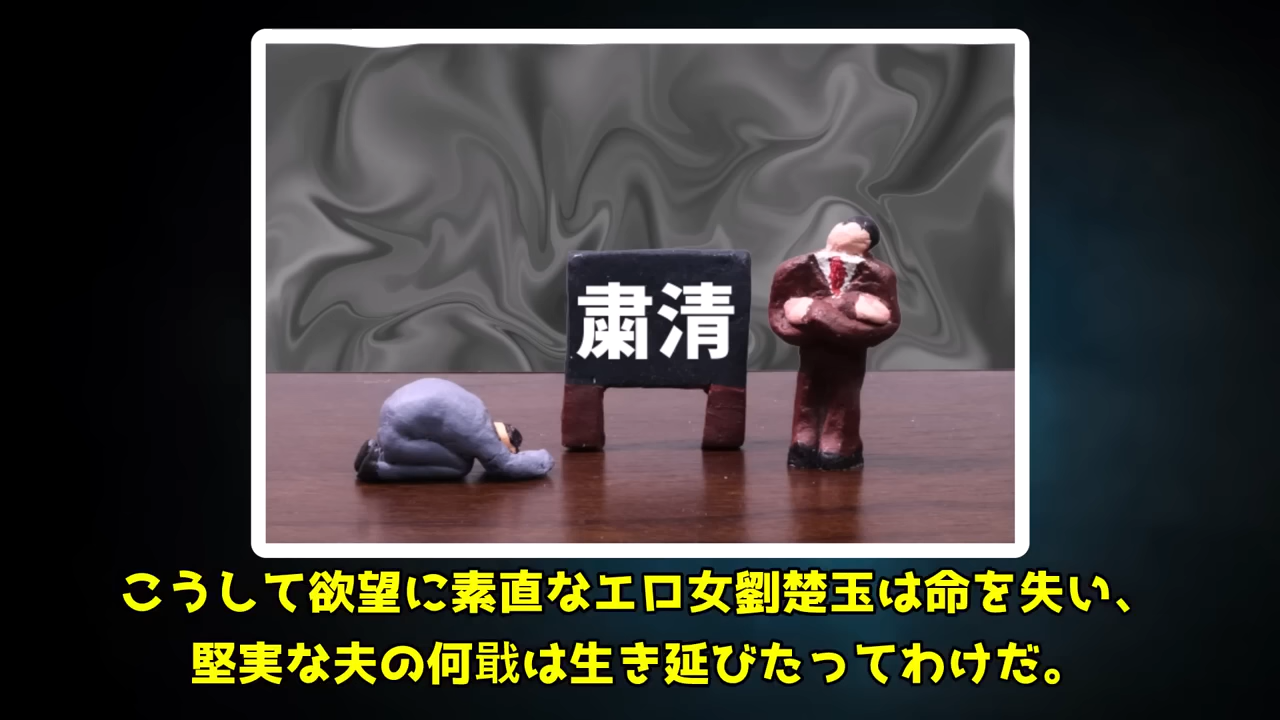 粛清
こうして欲望に素直なエロ女劉楚玉は命を失い、
堅実な夫の何戢は生き延びたってわけだ。